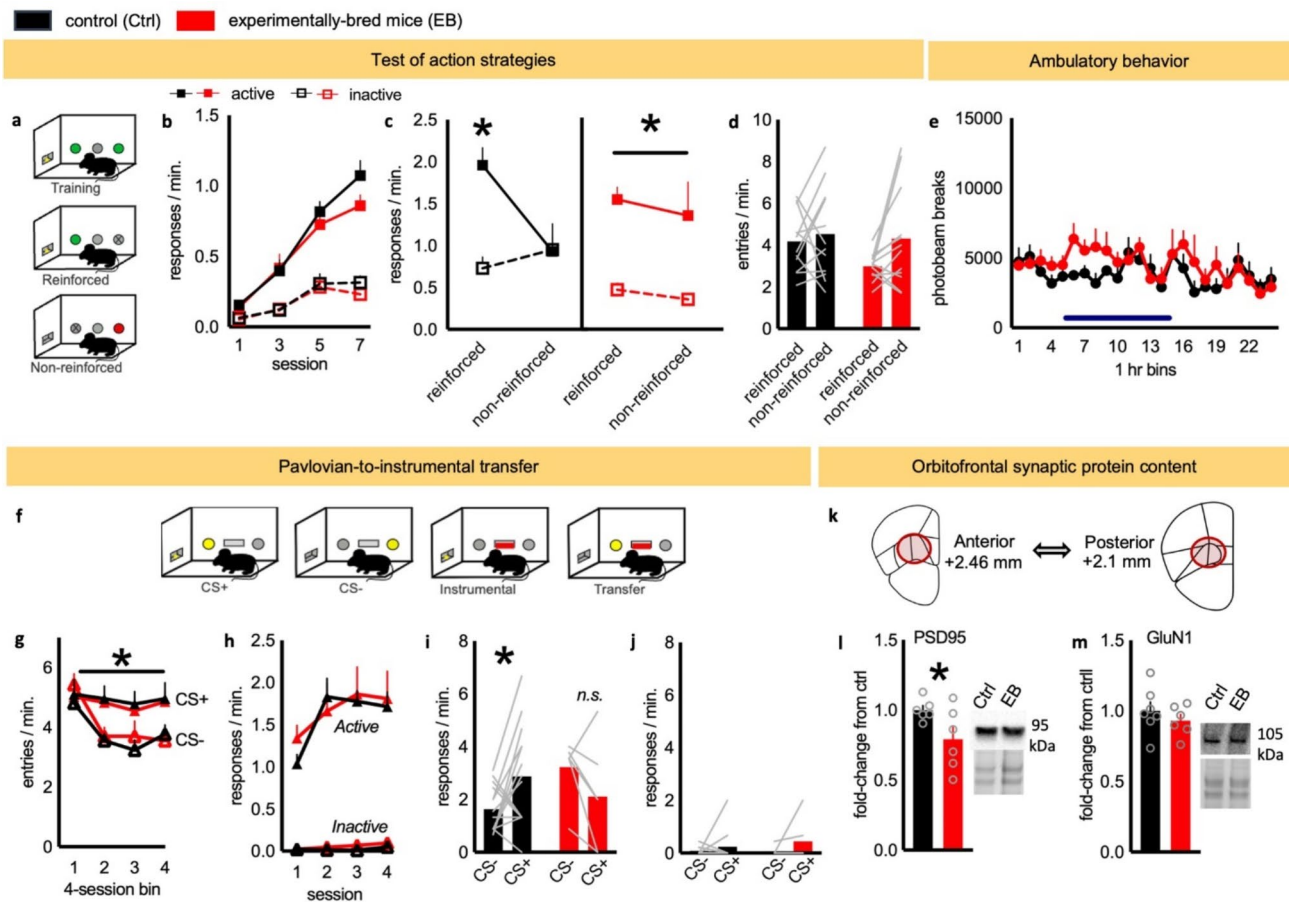 control (Ctrl) experimentally-bred mice (EB)
Test of action strategies
Ambulatory behavior
active inactive
a
Training
Reinforced
Non-reinforced
b
responses / min.
1.5
1.0
0.5
0.0
1 3 5 7
session
c
responses / min.
2.5
2.0
1.5
1.0
0.5
0.0
*
*
reinforced
non-reinforced
reinforced
non-reinforced
d
entries / min.
10
8
6
4
2
0
reinforced
non-reinforced
reinforced
non-reinforced
e
photobeam breaks
15000
10000
5000
0
1 4 7 10 13 16 19 22
1 hr bins
Pavlovian-to-instrumental transfer
Orbitofrontal synaptic protein content
f
CS+
CS-
Instrumental
Transfer
g
entries / min.
6
4
2
0
*
CS+
CS-
1 2 3 4
4-session bin
h
responses / min.
2.5
2.0
1.5
1.0
0.5
0.0
Active
Inactive
1 2 3 4
session
i
responses / min.
8
6
4
2
0
*
n.s.
CS-
CS+
CS-
CS+
j
responses / min.
8
6
4
2
0
CS-
CS+
CS-
CS+
k
Anterior
+2.46 mm
Posterior
+2.1 mm
l
PSD95
fold-change from ctrl
1.5
1.0
0.5
0.0
*
Ctrl
EB
95
kDa
m
GluN1
fold-change from ctrll
1.5
1.0
0.5
0.0
Ctrl
EB
105
kDa